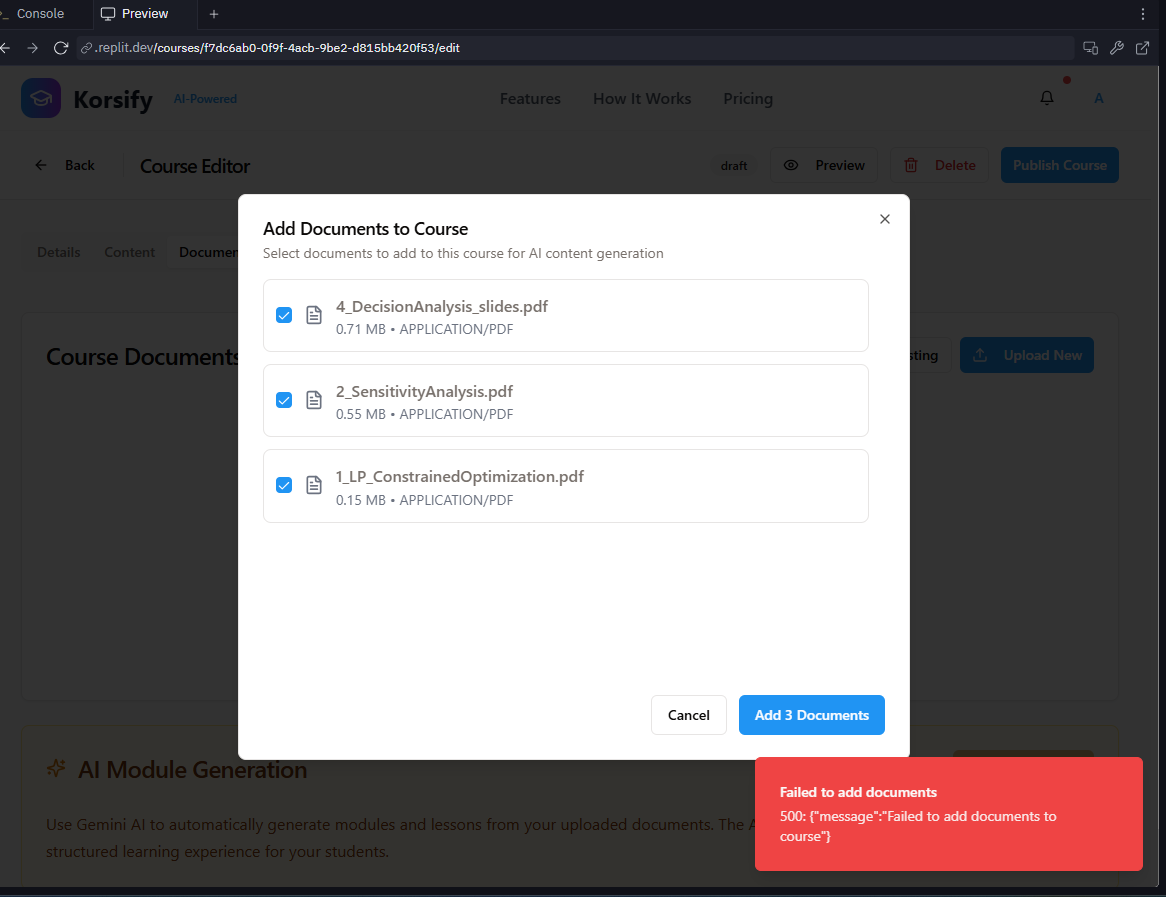 Console
Preview
.replit.dev/courses/f7dc6ab0-0f9f-4acb-9be2-d815bb420f53/edit
Korsify
AI-Powered
Features
How It Works
Pricing
A
Back
Course Editor
draft
Preview
Delete
Publish Course
Details
Content
Documen
Add Documents to Course
Select documents to add to this course for AI content generation
4_DecisionAnalysis_slides.pdf
0.71 MB • APPLICATION/PDF
2_SensitivityAnalysis.pdf
0.55 MB • APPLICATION/PDF
1_LP_ConstrainedOptimization.pdf
0.15 MB • APPLICATION/PDF
Cancel
Add 3 Documents
Course Documents
sting
Upload New
AI Module Generation
Use Gemini AI to automatically generate modules and lessons from your uploaded documents. The A
structured learning experience for your students.
Failed to add documents
500: {"message":"Failed to add documents to
course"}